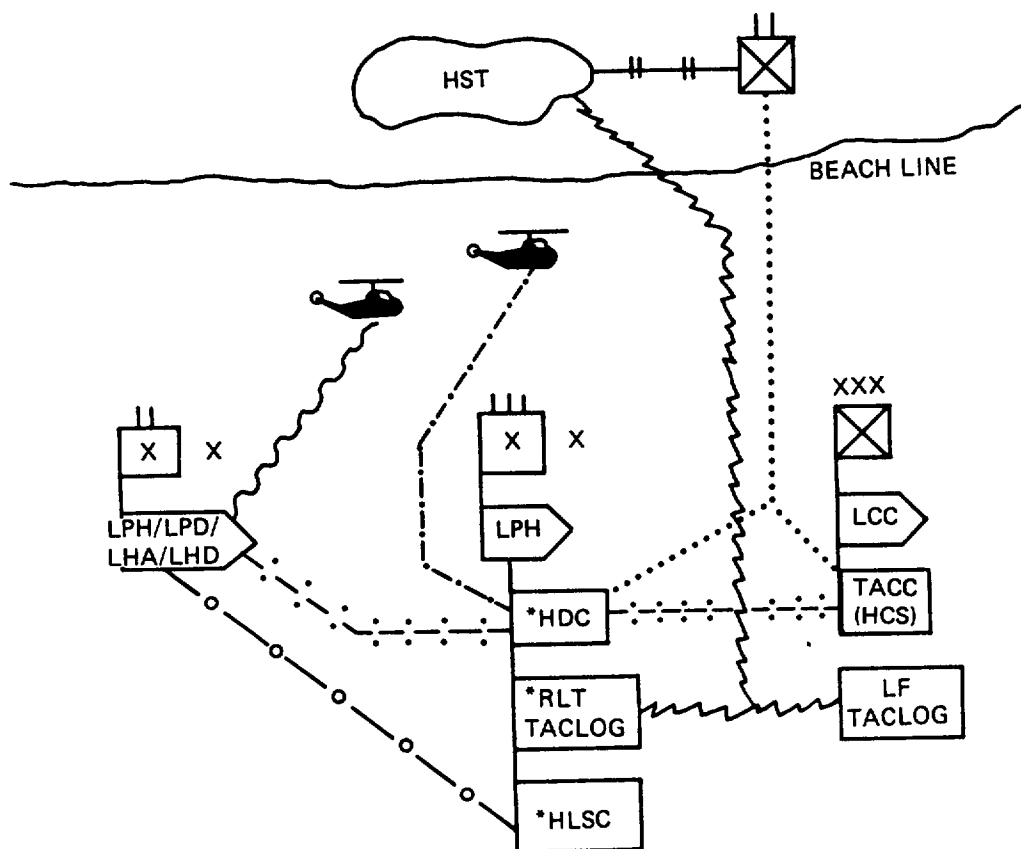 HST
BEACH LINE
XXX
X X
X X
LPH/LPD/
LHA/LHD
LPH
LCC
*HDC
TACC
(HCS)
*RLT
TACLOG
LF
TACLOG
*HLSC